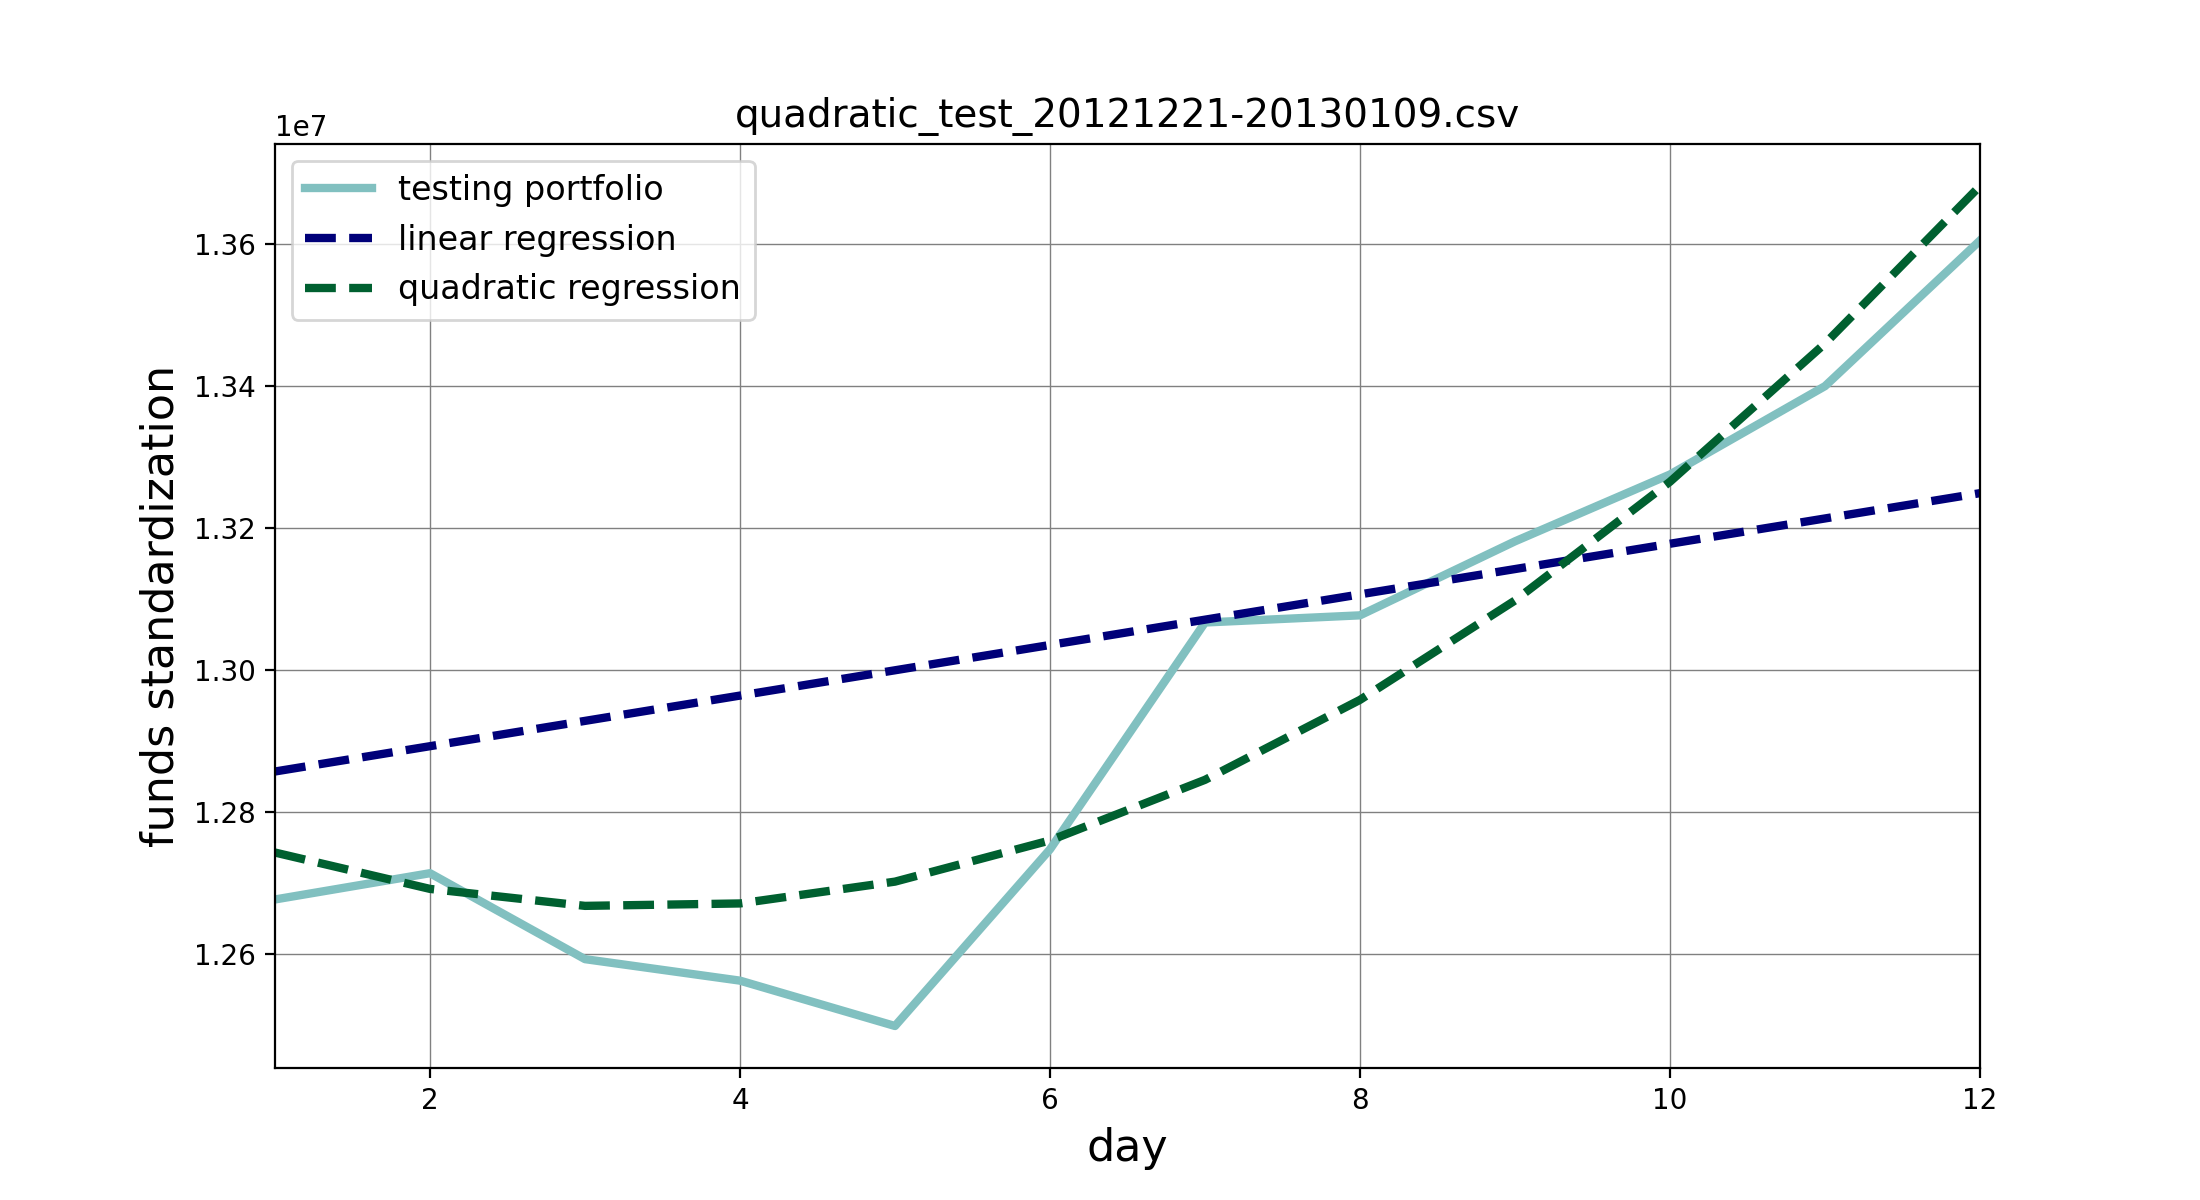 quadratic_test_20121221-20130109.csv
1e7
testing portfolio
linear regression
quadratic regression
1.36
1.34
1.32
1.30
1.28
1.26
funds standardization
2 4 6 8 10 12
day